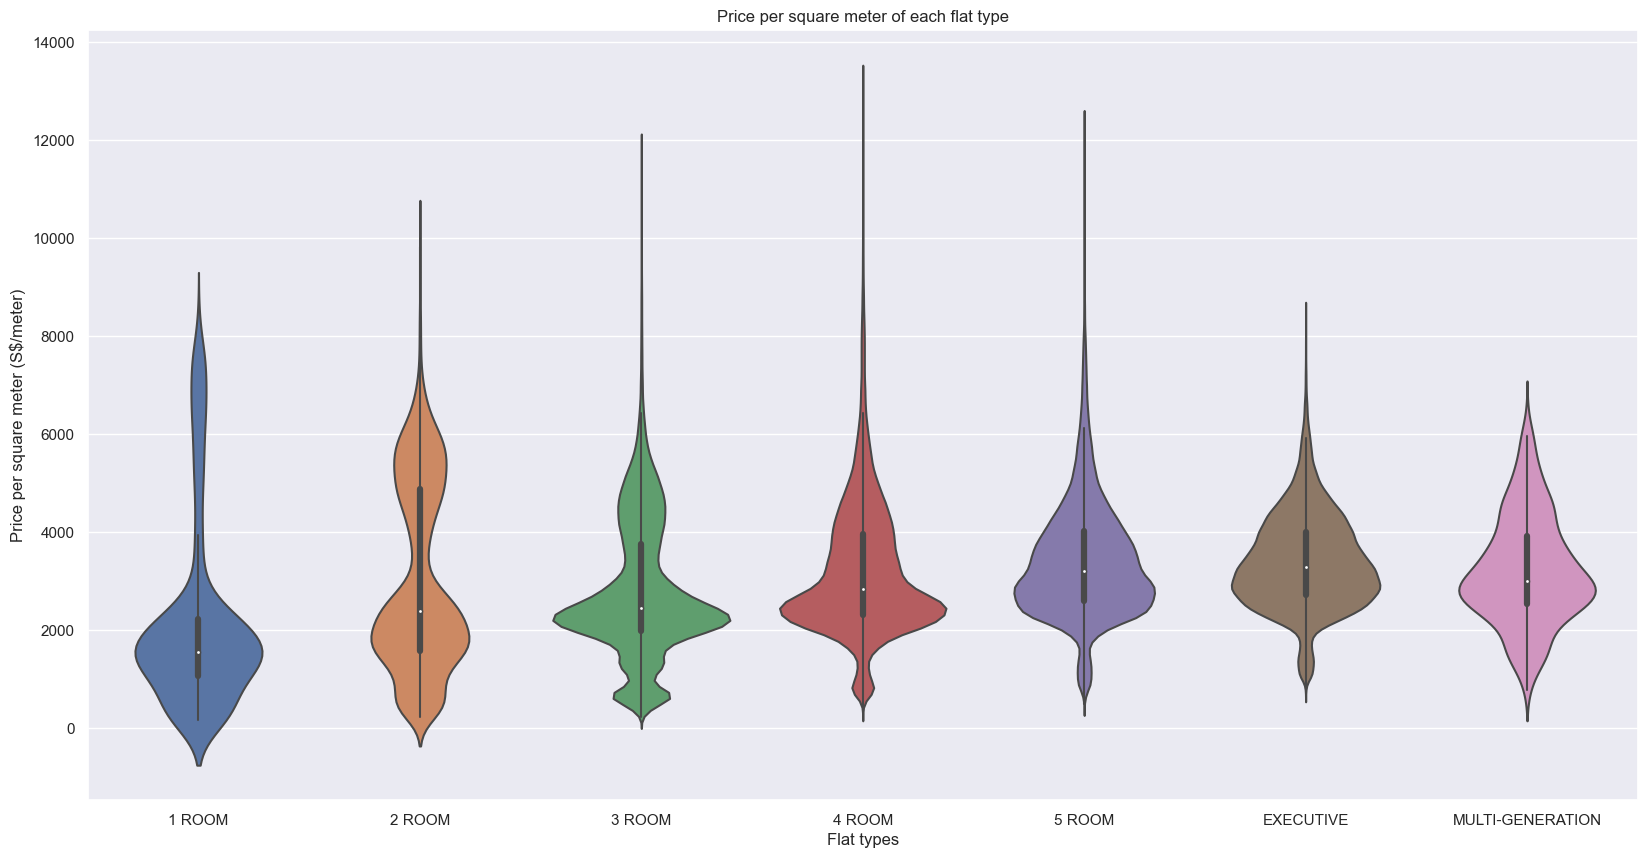 Price per square meter of each flat type
14000
12000
10000
8000
6000
4000
2000
0
Price per square meter (S$/meter)
1 ROOM
2 ROOM
3 ROOM
4 ROOM
5 ROOM
EXECUTIVE
MULTI-GENERATION
Flat types